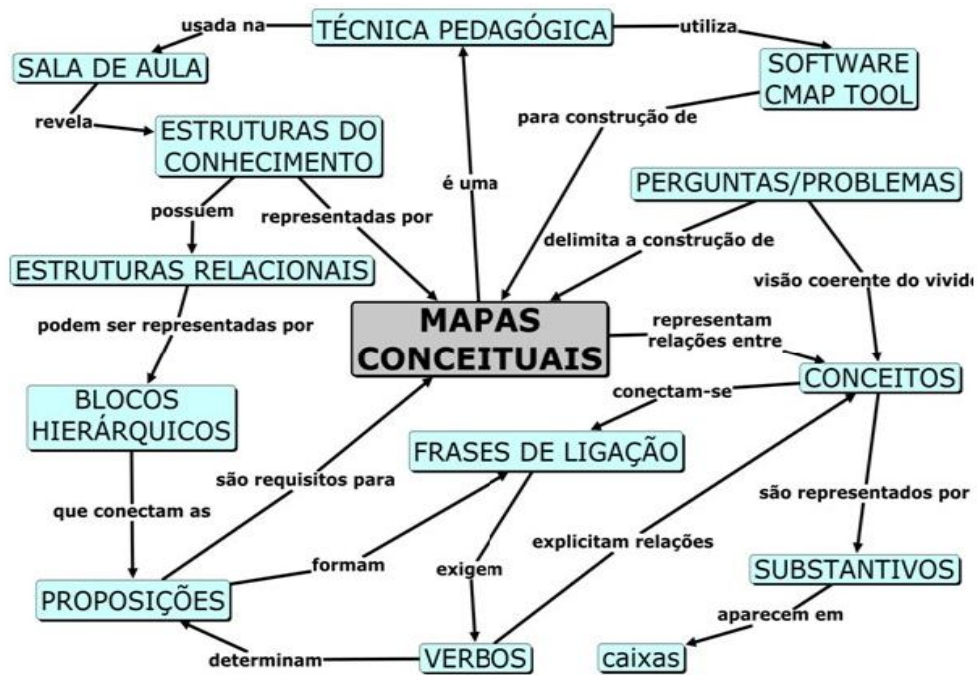 usada na
TÉCNICA PEDAGÓGICA
utiliza
SALA DE AULA
SOFTWARE
CMAP TOOL
revela
ESTRUTURAS DO
CONHECIMENTO
para construção de
é uma
PERGUNTAS/PROBLEMAS
possuem
representadas por
delimita a construção de
ESTRUTURAS RELACIONAIS
visão coerente do vivid
podem ser representadas por
MAPAS
CONCEITUAIS
representam
relações entre
CONCEITOS
conectam-se
BLOCOS
HIERÁRQUICOS
FRASES DE LIGAÇÃO
são requisitos para
são representados por
que conectam as
formam
exigem
explicitam relações
SUBSTANTIVOS
PROPOSIÇÕES
aparecem em
determinam
VERBOS
caixas